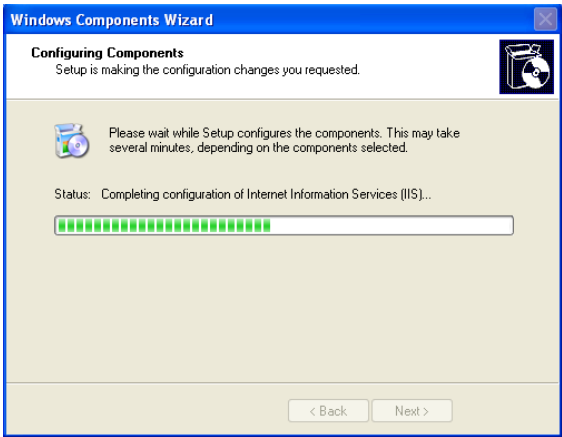 Windows Components Wizard
Configuring Components
Setup is making the configuration changes you requested.
Please wait while Setup configures the components. This may take
several minutes, depending on the components selected.
Status: Completing configuration of Internet Information Services (IIS)...
< Back Next >